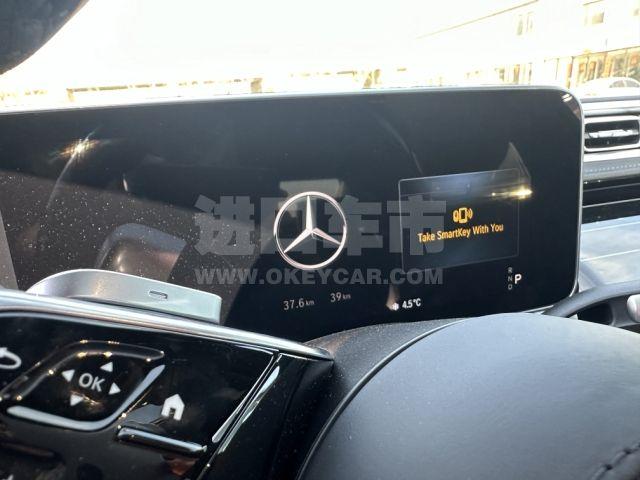 进口车市
WWW.OKEYCAR.COM
Take SmartKey With You
37.6 km
39 km
4.5°C
R
N
D
P
OK